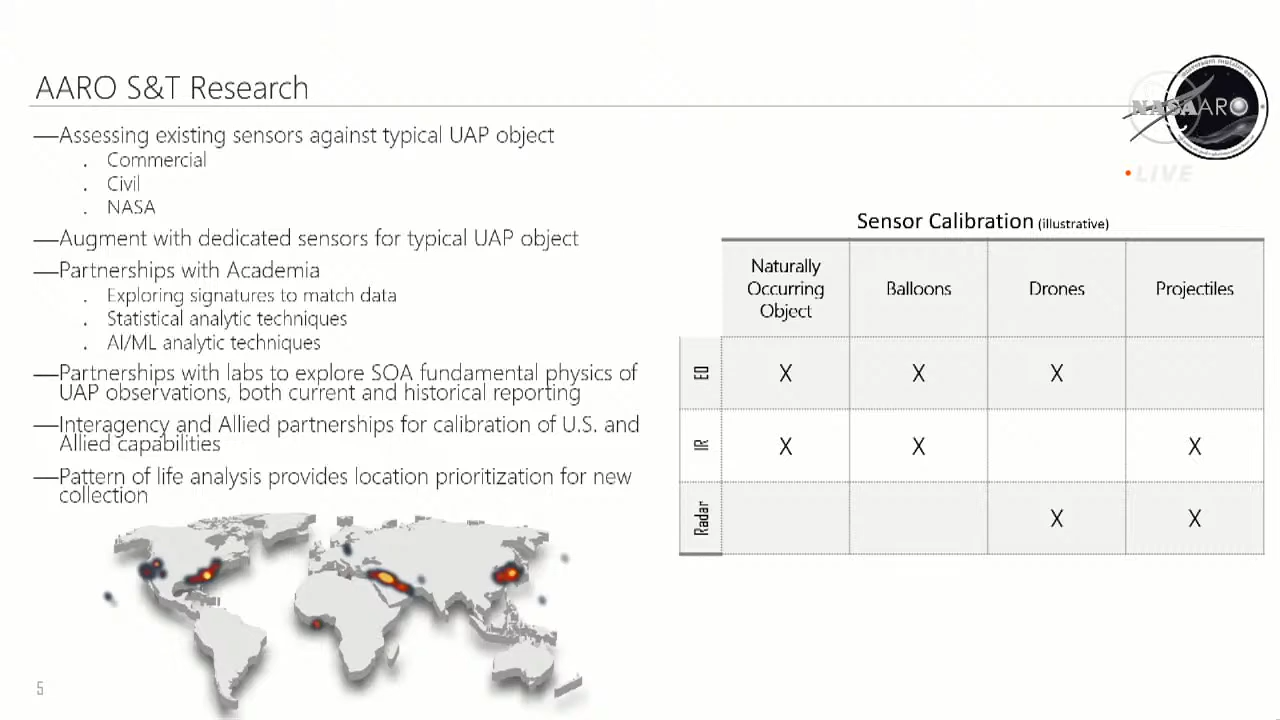 AARO S&T Research
NASA
ARO
LIVE
—Assessing existing sensors against typical UAP object
. Commercial
. Civil
. NASA
—Augment with dedicated sensors for typical UAP object
—Partnerships with Academia
. Exploring signatures to match data
. Statistical analytic techniques
. AI/ML analytic techniques
—Partnerships with labs to explore SOA fundamental physics of
UAP observations, both current and historical reporting
—Interagency and Allied partnerships for calibration of U.S. and
Allied capabilities
—Pattern of life analysis provides location prioritization for new
collection
Sensor Calibration (illustrative)
Naturally
Occurring
Object
Balloons
Drones
Projectiles
EO X X X
IR X X X
Radar X X
5